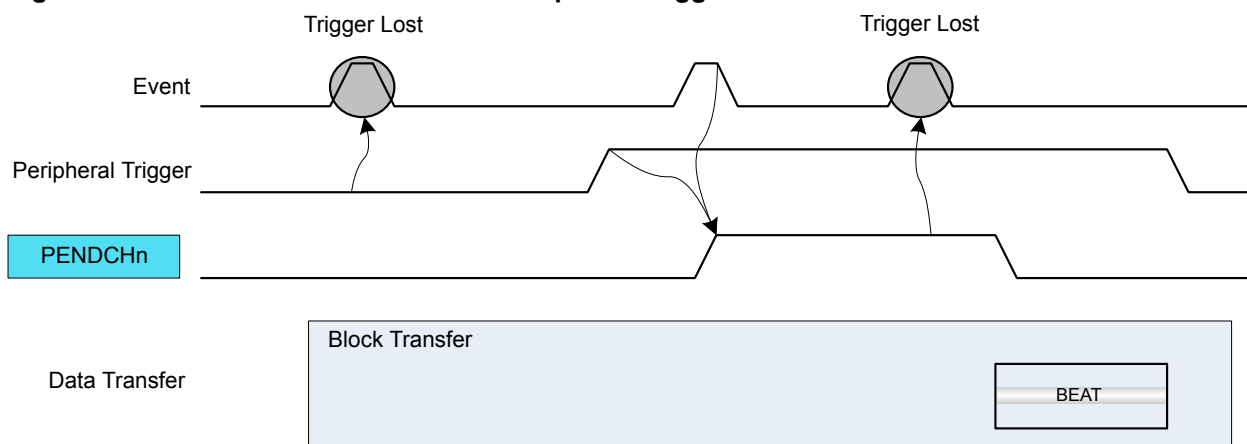 Trigger Lost
Trigger Lost
Event
Peripheral Trigger
PENDCHn
Block Transfer
Data Transfer
BEAT